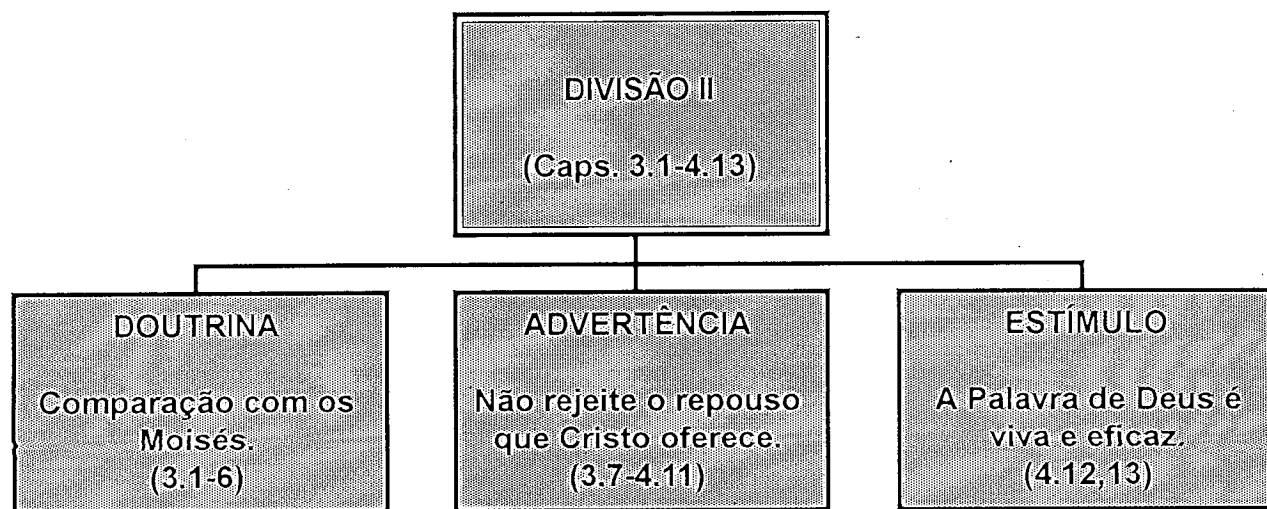 DIVISÃO II
(Caps. 3.1-4.13)
DOUTRINA
Comparação com os
Moisés.
(3.1-6)
ADVERTÊNCIA
Não rejeite o repouso
que Cristo oferece.
(3.7-4.11)
ESTÍMULO
A Palavra de Deus é
viva e eficaz.
(4.12,13)